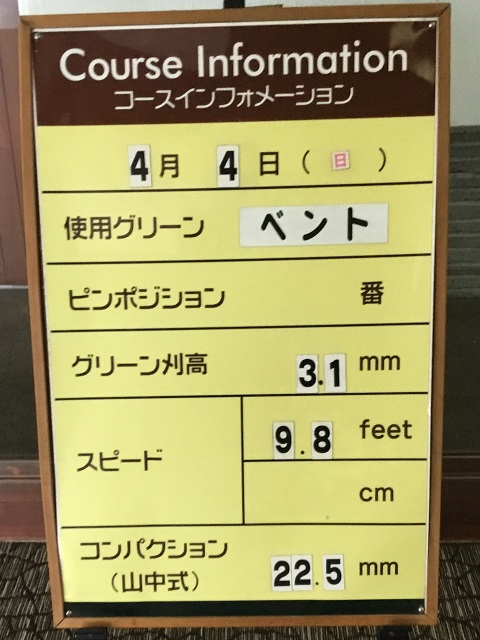 Course Information
コースインフォメーション
4月 4日(日)
使用グリーン ベント
ピンポジション 番
グリーン刈高 3.1 mm
スピード 9.8 feet
cm
コンパクション
(山中式) 22.5 mm